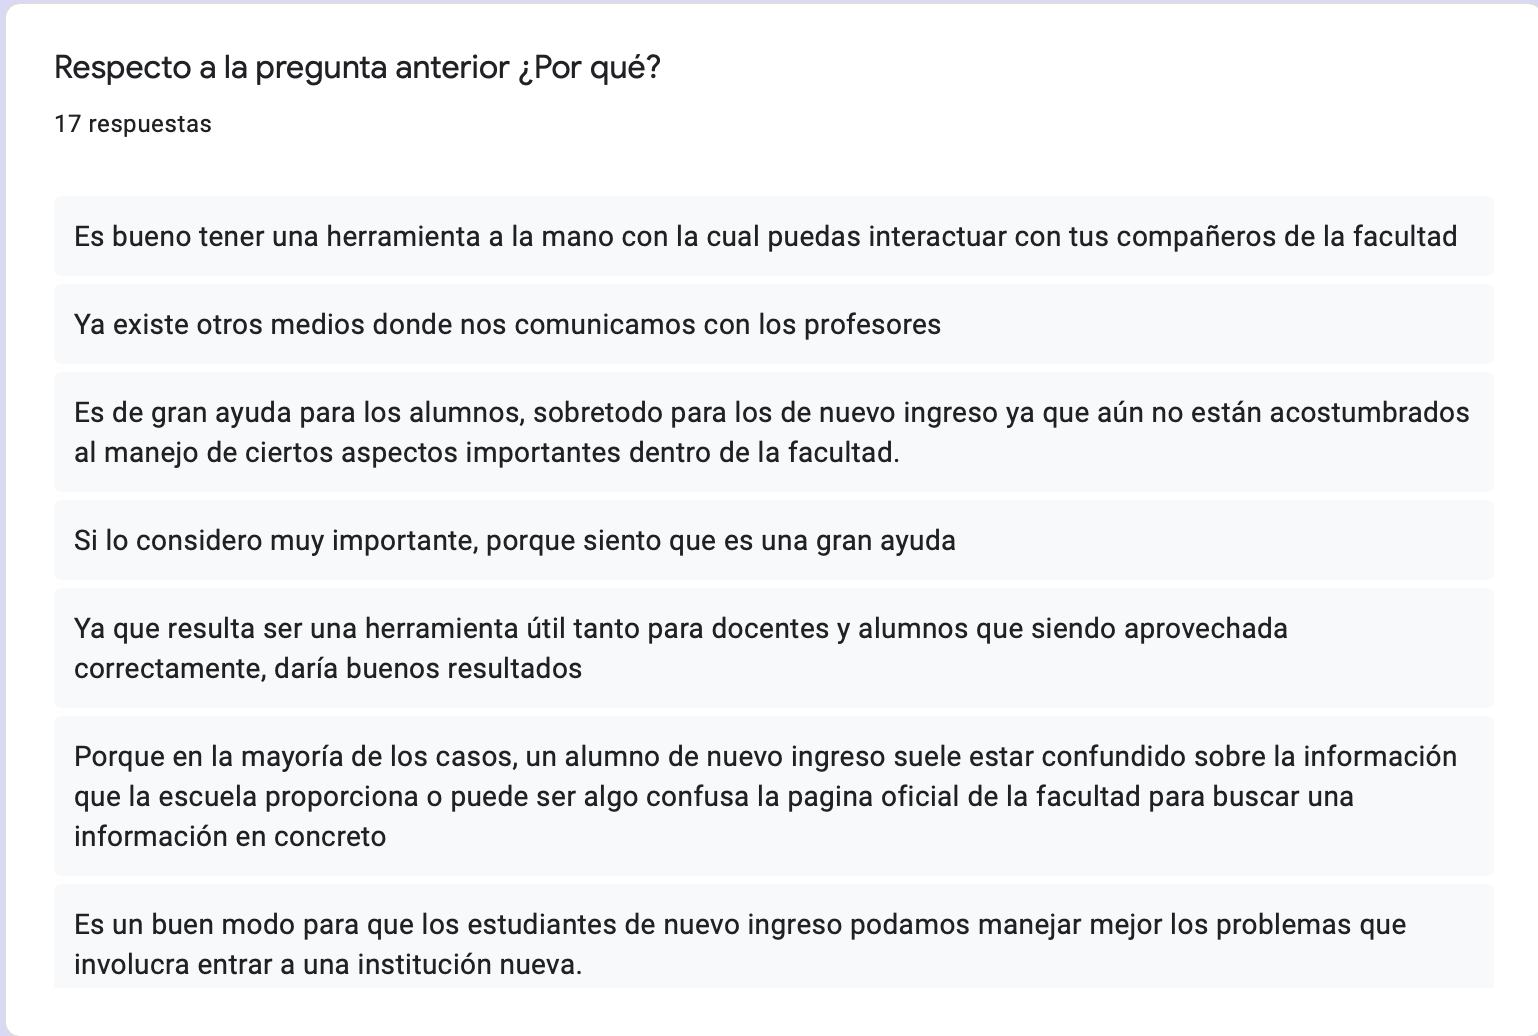 Respecto a la pregunta anterior ¿Por qué?
17 respuestas
Es bueno tener una herramienta a la mano con la cual puedas interactuar con tus compañeros de la facultad
Ya existe otros medios donde nos comunicamos con los profesores
Es de gran ayuda para los alumnos, sobretodo para los de nuevo ingreso ya que aún no están acostumbrados
al manejo de ciertos aspectos importantes dentro de la facultad.
Si lo considero muy importante, porque siento que es una gran ayuda
Ya que resulta ser una herramienta útil tanto para docentes y alumnos que siendo aprovechada
correctamente, daría buenos resultados
Porque en la mayoría de los casos, un alumno de nuevo ingreso suele estar confundido sobre la información
que la escuela proporciona o puede ser algo confusa la pagina oficial de la facultad para buscar una
información en concreto
Es un buen modo para que los estudiantes de nuevo ingreso podamos manejar mejor los problemas que
involucra entrar a una institución nueva.